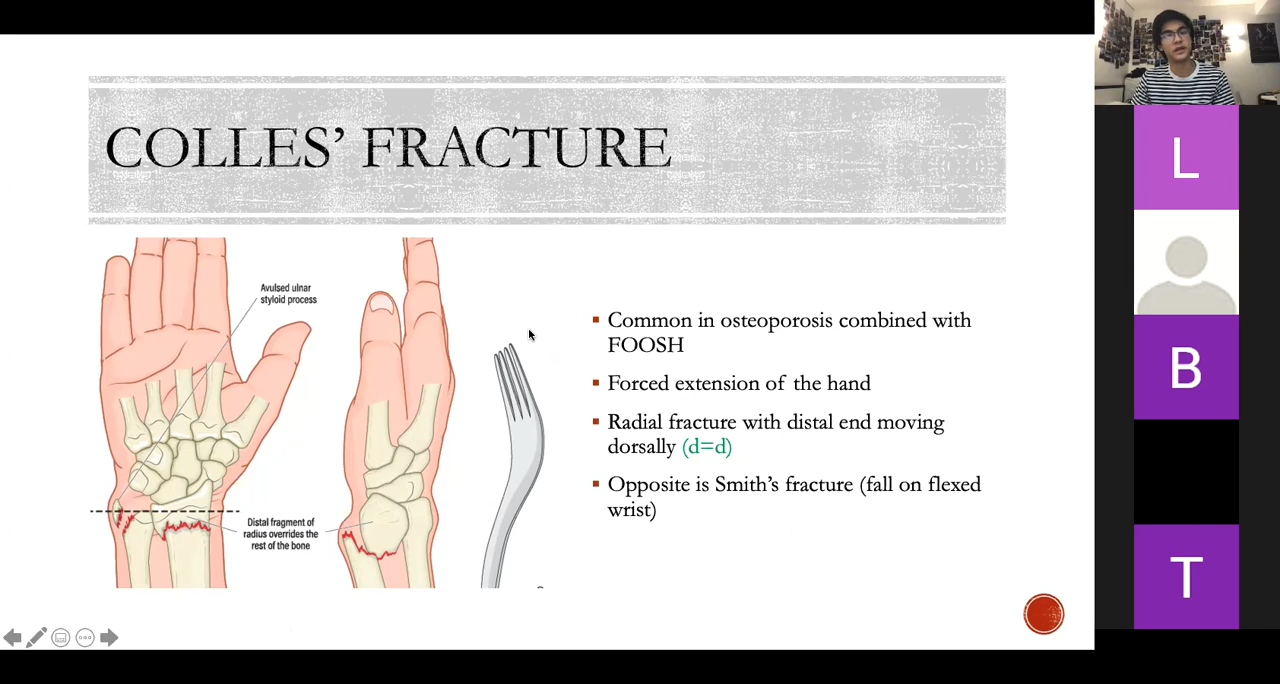 COLLES’ FRACTURE
Avulsed ulnar
styloid process
Distal fragment of
radius overrides the
rest of the bone
▪ Common in osteoporosis combined with
FOOSH
▪ Forced extension of the hand
▪ Radial fracture with distal end moving
dorsally (d=d)
▪ Opposite is Smith’s fracture (fall on flexed
wrist)
L
B
T